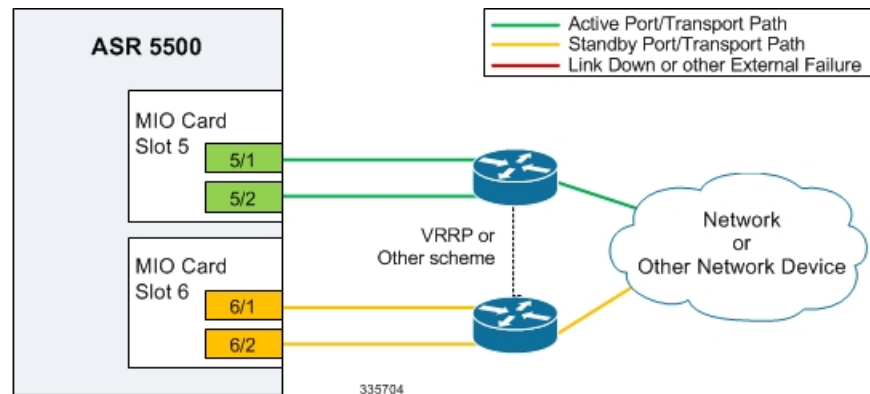 ASR 5500
MIO Card
Slot 5
5/1
5/2
MIO Card
Slot 6
6/1
6/2
Active Port/Transport Path
Standby Port/Transport Path
Link Down or other External Failure
VRRP or
Other scheme
Network
or
Other Network Device
335704